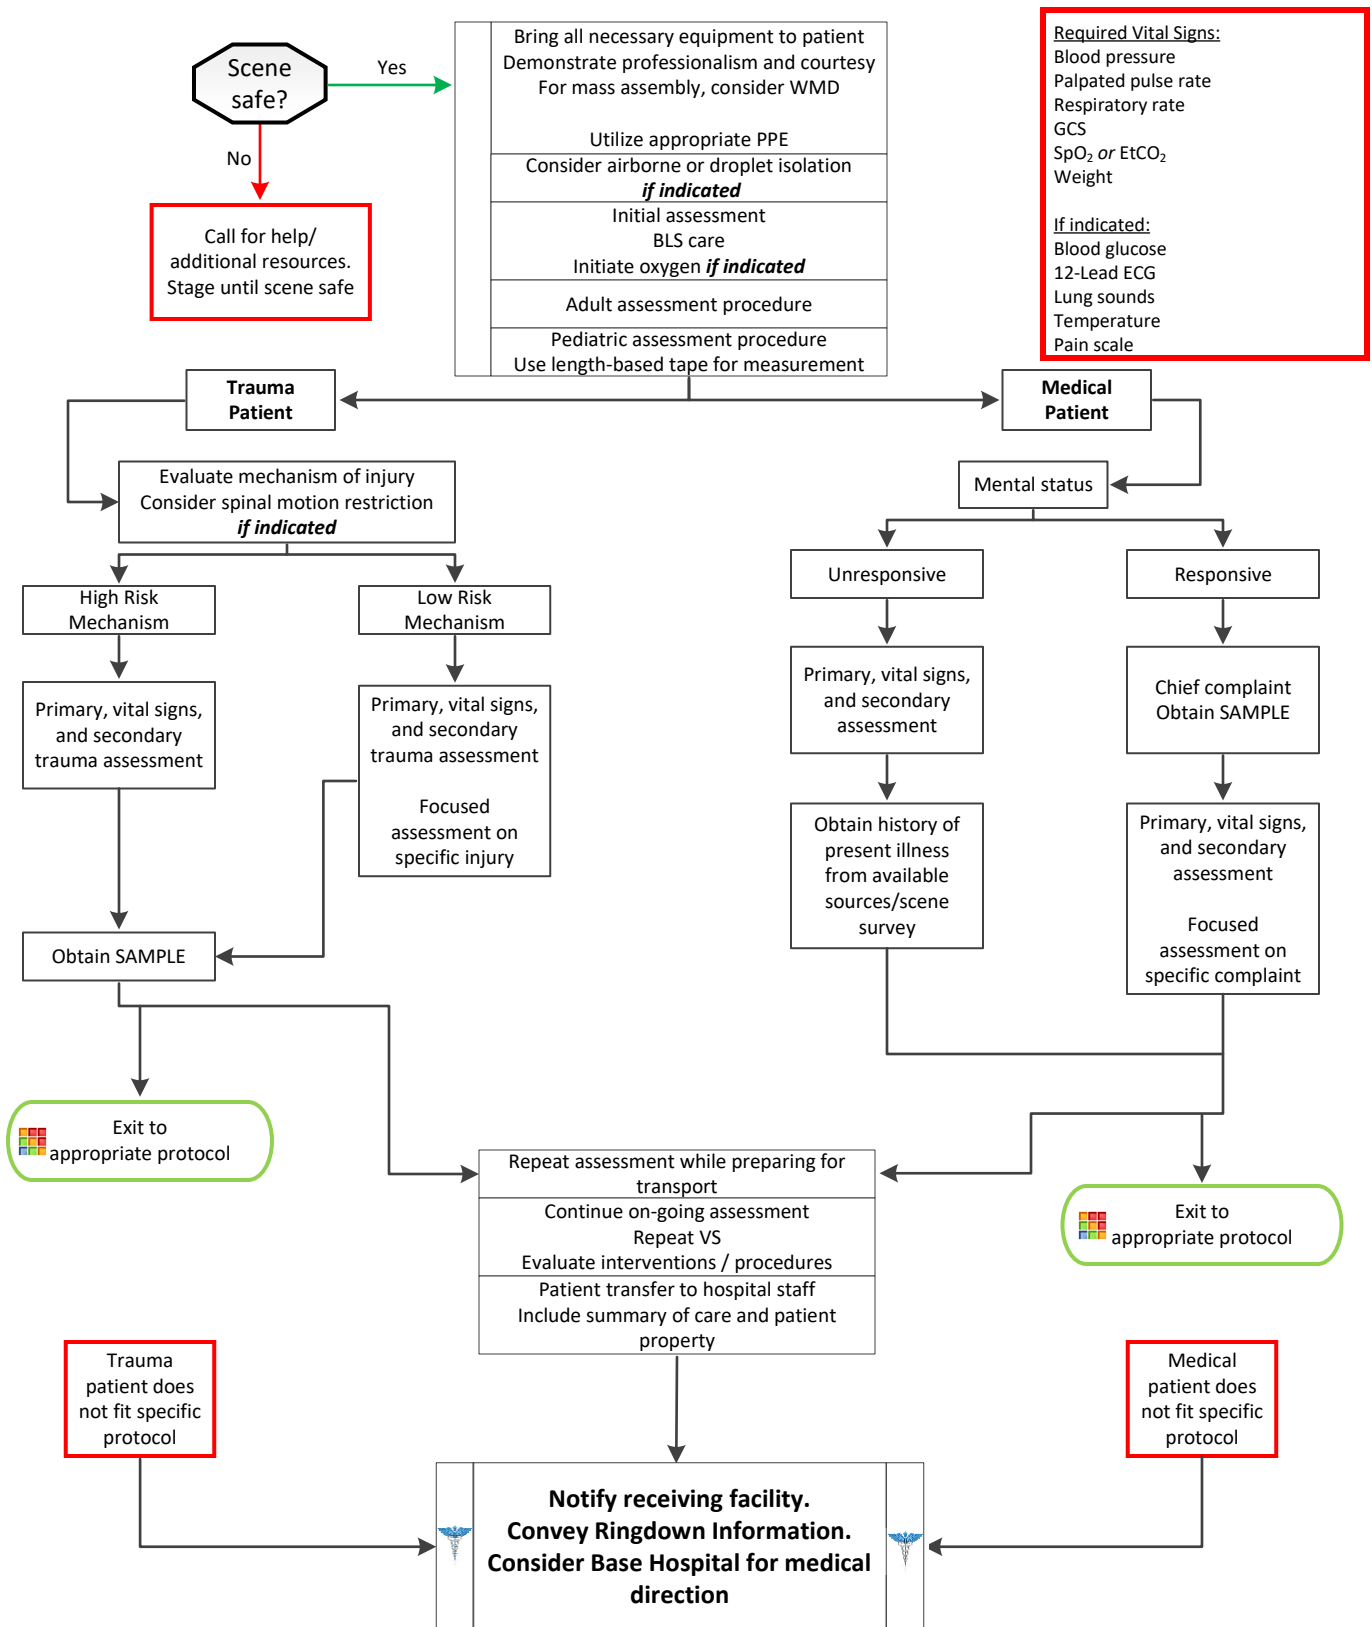 Scene
safe?
Yes
No
Call for help/
additional resources.
Stage until scene safe
Bring all necessary equipment to patient
Demonstrate professionalism and courtesy
For mass assembly, consider WMD
Utilize appropriate PPE
Consider airborne or droplet isolation
if indicated
Initial assessment
BLS care
Initiate oxygen if indicated
Adult assessment procedure
Pediatric assessment procedure
Use length-based tape for measurement
Required Vital Signs:
Blood pressure
Palpated pulse rate
Respiratory rate
GCS
SpO₂ or EtCO₂
Weight
If indicated:
Blood glucose
12-Lead ECG
Lung sounds
Temperature
Pain scale
Trauma
Patient
Medical
Patient
Evaluate mechanism of injury
Consider spinal motion restriction
if indicated
Mental status
High Risk
Mechanism
Low Risk
Mechanism
Unresponsive
Responsive
Primary, vital signs,
and secondary
trauma assessment
Primary, vital signs,
and secondary
trauma assessment
Focused
assessment on
specific injury
Primary, vital signs,
and secondary
assessment
Chief complaint
Obtain SAMPLE
Obtain history of
present illness
from available
sources/scene
survey
Primary, vital signs,
and secondary
assessment
Focused
assessment on
specific complaint
Obtain SAMPLE
Exit to
appropriate protocol
Repeat assessment while preparing for
transport
Continue on-going assessment
Repeat VS
Evaluate interventions / procedures
Patient transfer to hospital staff
Include summary of care and patient
property
Exit to
appropriate protocol
Trauma
patient does
not fit specific
protocol
Medical
patient does
not fit specific
protocol
Notify receiving facility.
Convey Ringdown Information.
Consider Base Hospital for medical
direction